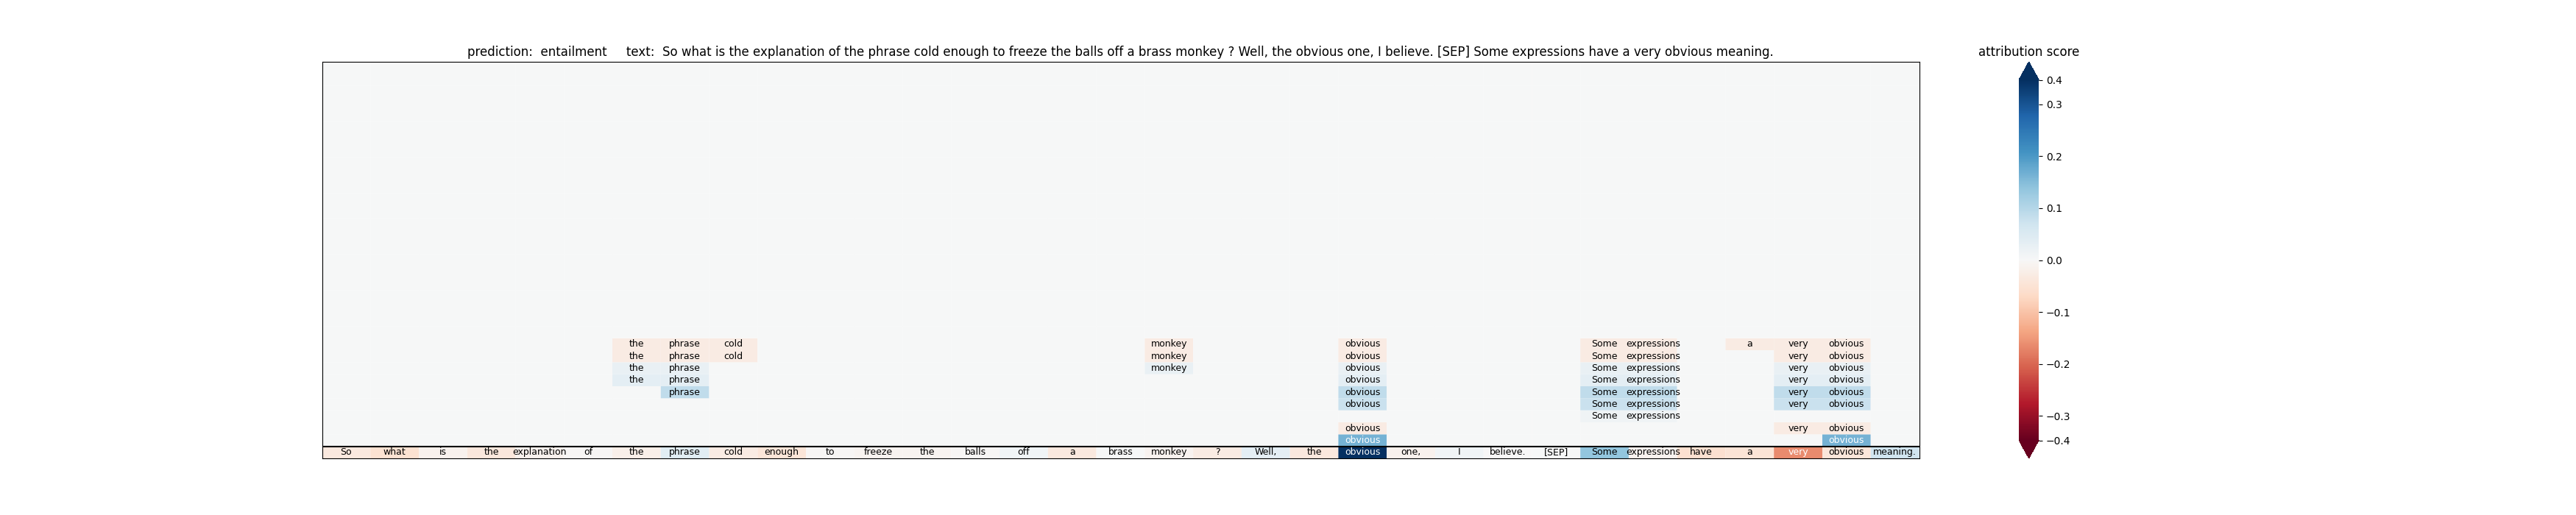 prediction: entailment text: So what is the explanation of the phrase cold enough to freeze the balls off a brass monkey ? Well, the obvious one, I believe. [SEP] Some expressions have a very obvious meaning.
attribution score
the phrase cold monkey obvious Some expressions a very obvious
the phrase cold monkey obvious Some expressions very obvious
the phrase monkey obvious Some expressions very obvious
the phrase obvious Some expressions very obvious
phrase obvious Some expressions very obvious
obvious Some expressions very obvious
Some expressions
obvious very obvious
obvious obvious
So what is the explanation of the phrase cold enough to freeze the balls off a brass monkey ? Well, the obvious one, I believe. [SEP] Some expressions have a very obvious meaning.
0.4
0.3
0.2
0.1
0.0
−0.1
−0.2
−0.3
−0.4